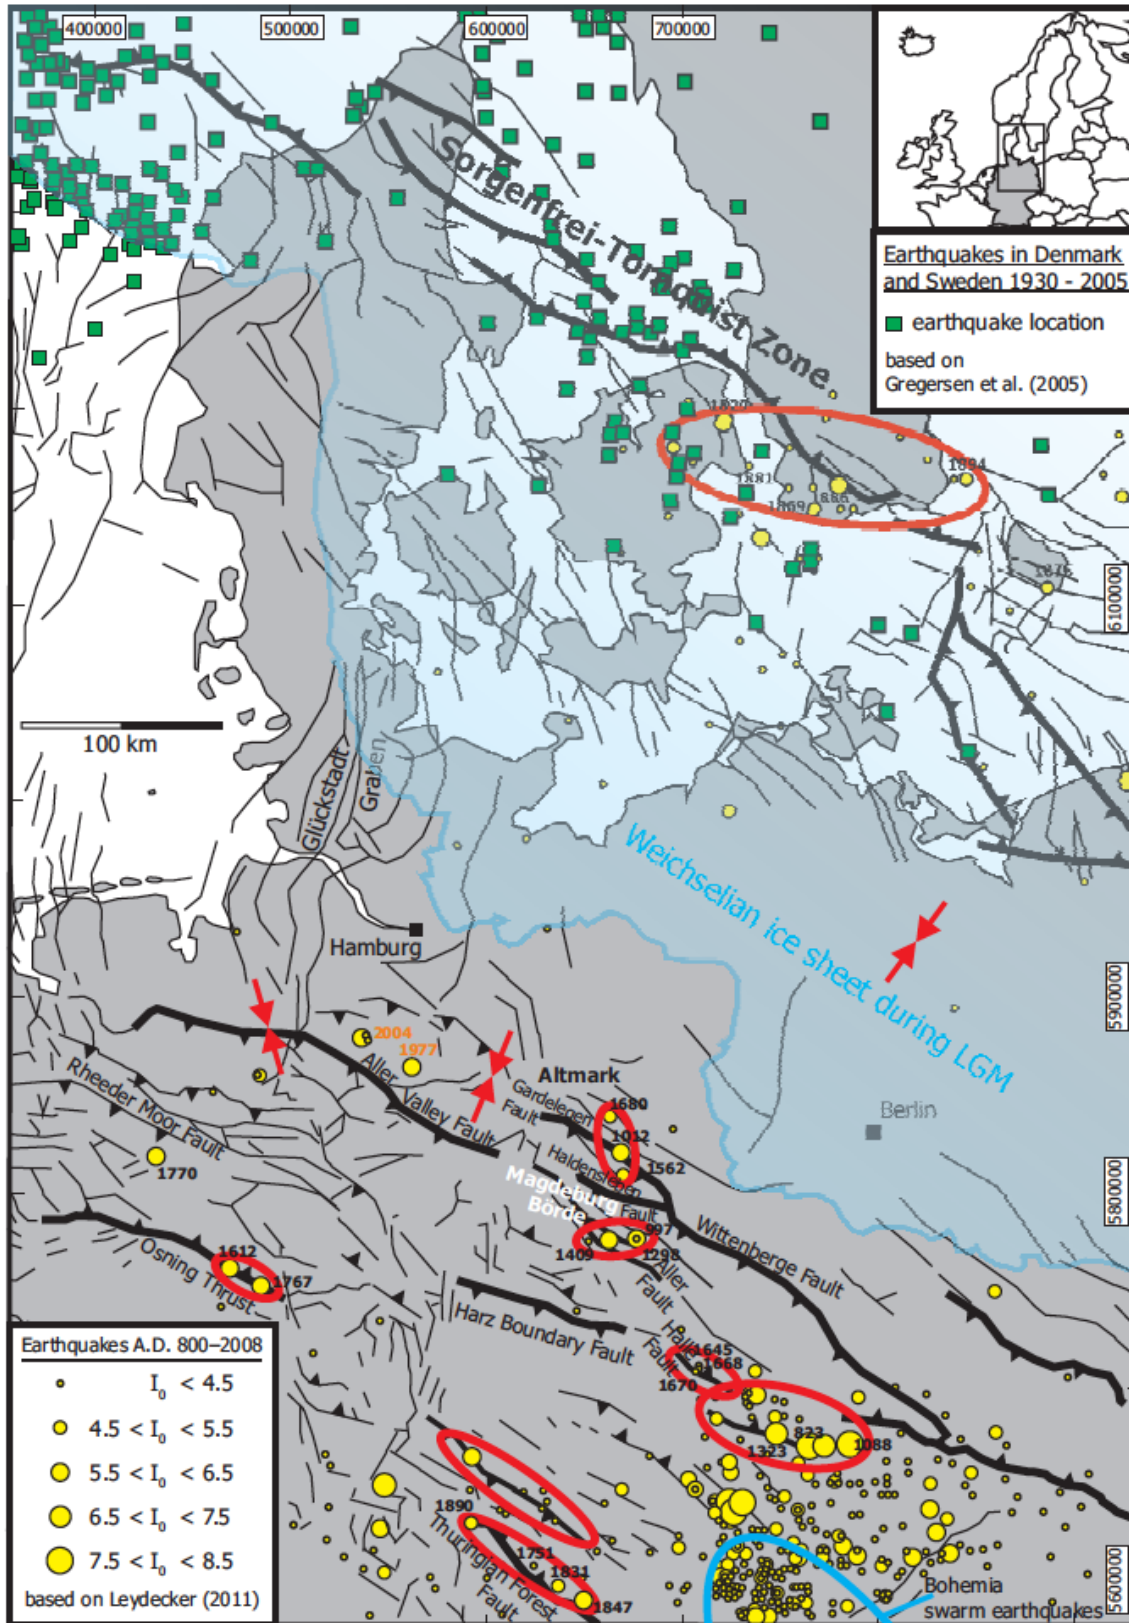 400000
500000
600000
700000
Sorgenfrei-Tornquist Zone
Earthquakes in Denmark
and Sweden 1930 - 2005
earthquake location
based on
Gregersen et al. (2005)
1894
1881
1869
6100000
100 km
Glückstadt
Graben
Weichselian ice sheet during LGM
Hamburg
5900000
2004
1977
Aller Valley Fault
Rheeder Moor Fault
1770
Altmark
Gardelegen
Fault
1680
1012
1562
Berlin
Haldensleben
Fault
Magdeburg
Börde
997
1409
1298
Aller
Fault
Wittenberge Fault
5800000
1612
1767
Osning Thrust
Harz Boundary Fault
Halle
Fault
1645
1668
1670
823
1323
1088
Earthquakes A.D. 800–2008
I0 < 4.5
4.5 < I0 < 5.5
5.5 < I0 < 6.5
6.5 < I0 < 7.5
7.5 < I0 < 8.5
based on Leydecker (2011)
1890
1751
1831
1847
Thuringian Forest
Fault
Bohemia
swarm earthquakes
5600000